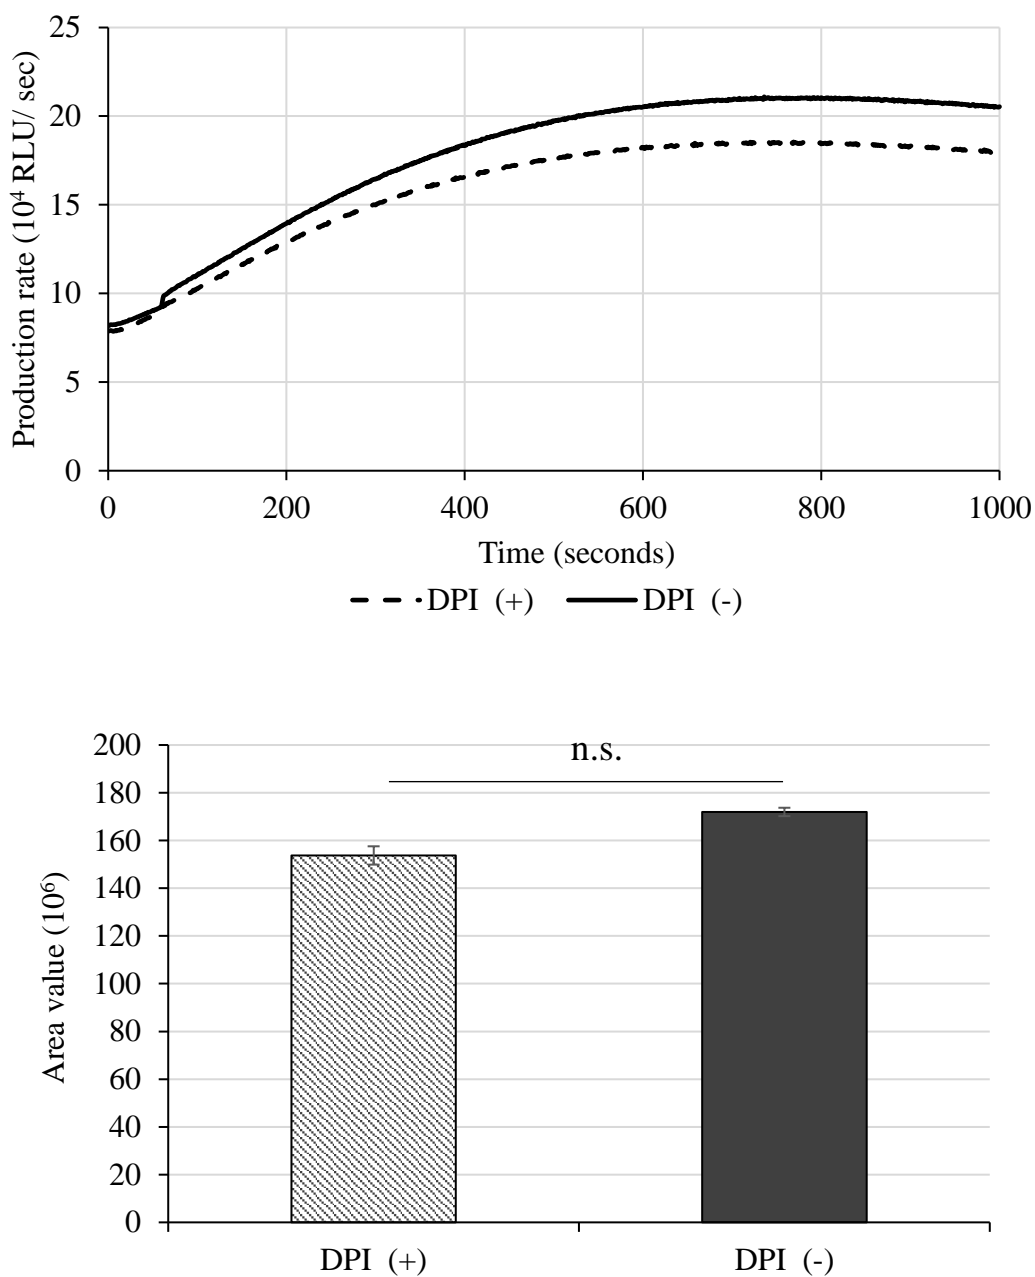 25
20
15
10
5
0
Production rate (10⁴ RLU/ sec)
0 200 400 600 800 1000
Time (seconds)
DPI (+) DPI (-)
200
180
160
140
120
100
80
60
40
20
0
Area value (10⁶)
n.s.
DPI (+) DPI (-)